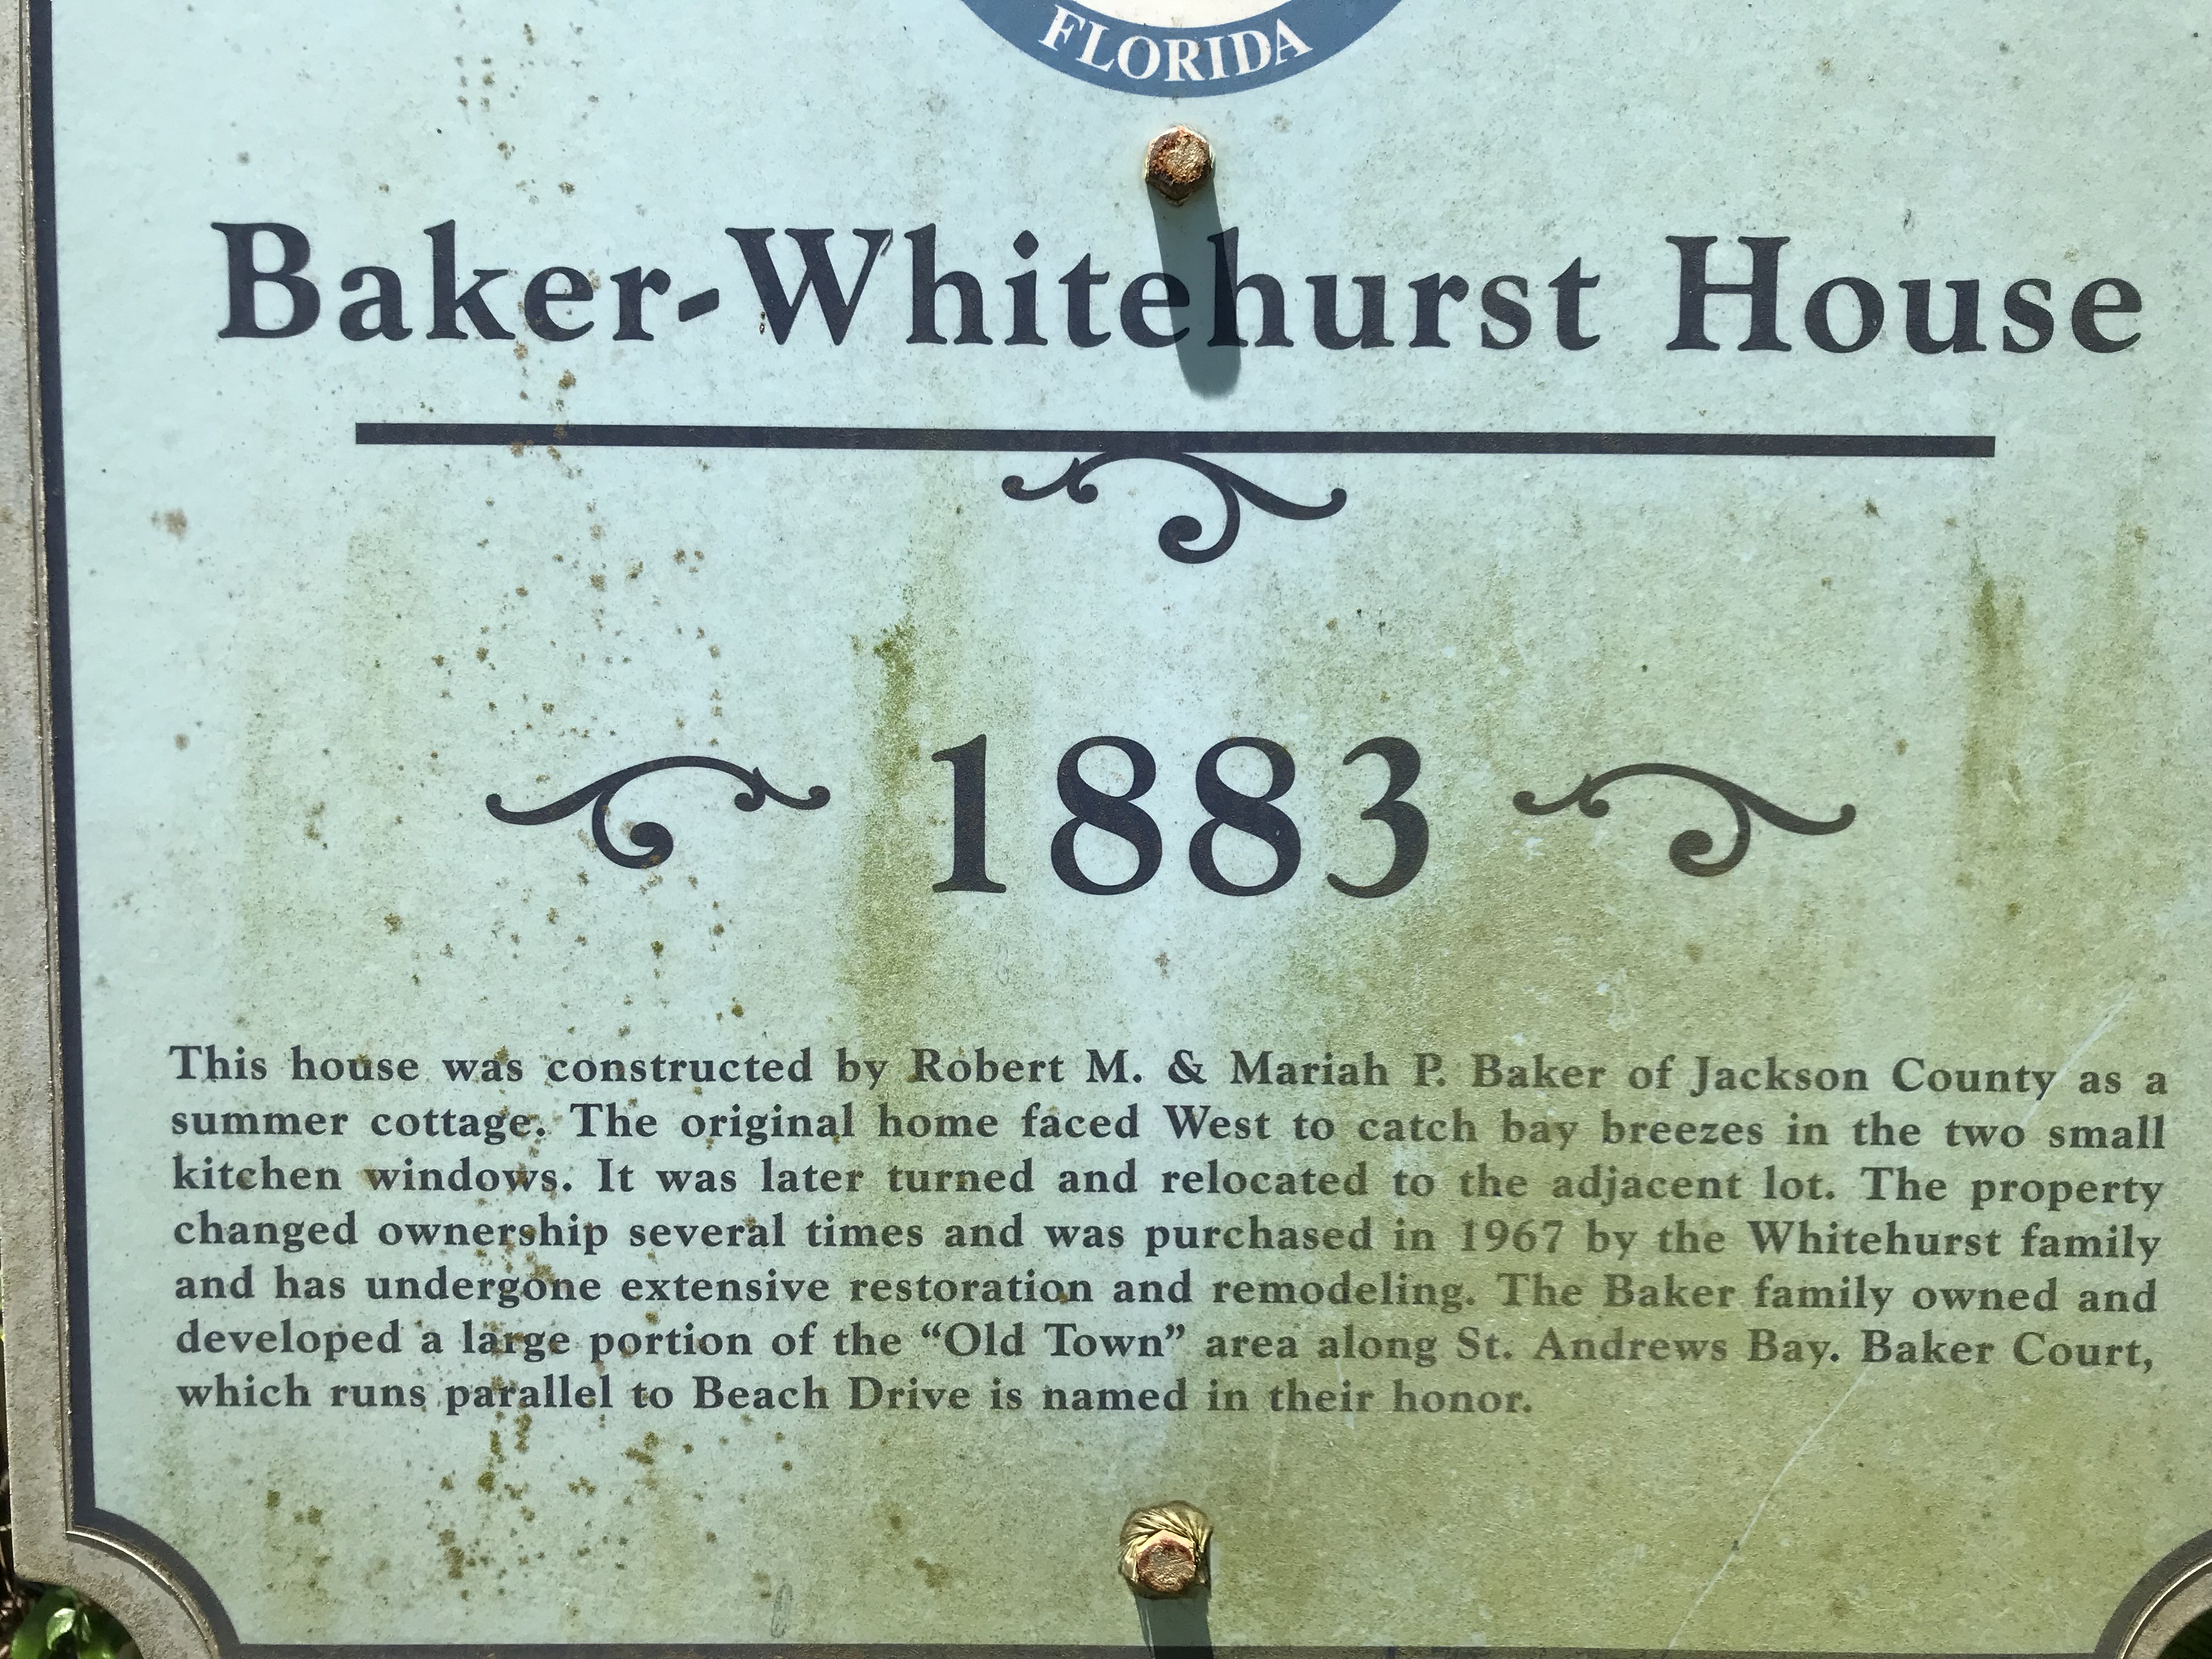 FLORIDA
Baker-Whitehurst House
1883
This house was constructed by Robert M. & Mariah P. Baker of Jackson County as a
summer cottage. The original home faced West to catch bay breezes in the two small
kitchen windows. It was later turned and relocated to the adjacent lot. The property
changed ownership several times and was purchased in 1967 by the Whitehurst family
and has undergone extensive restoration and remodeling. The Baker family owned and
developed a large portion of the “Old Town” area along St. Andrews Bay. Baker Court,
which runs parallel to Beach Drive is named in their honor.